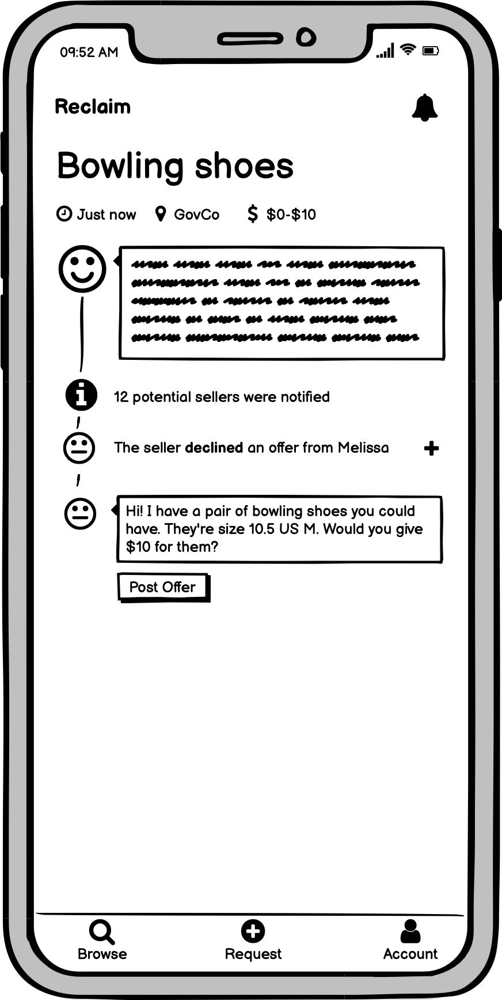 09:52 AM
Reclaim
Bowling shoes
Just now GovCo $ $0-$10
12 potential sellers were notified
The seller declined an offer from Melissa
Hi! I have a pair of bowling shoes you could
have. They're size 10.5 US M. Would you give
$10 for them?
Post Offer
Browse Request Account